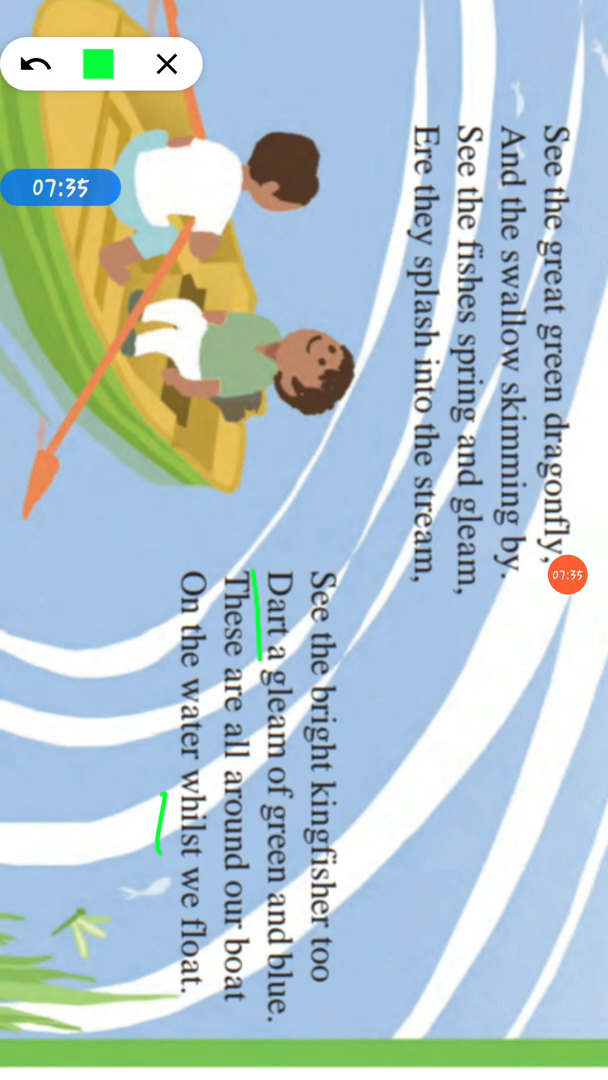 07:35
07:35
See the great green dragonfly,
And the swallow skimming by.
See the fishes spring and gleam,
Ere they splash into the stream,
See the bright kingfisher too
Dart a gleam of green and blue.
These are all around our boat
On the water whilst we float.